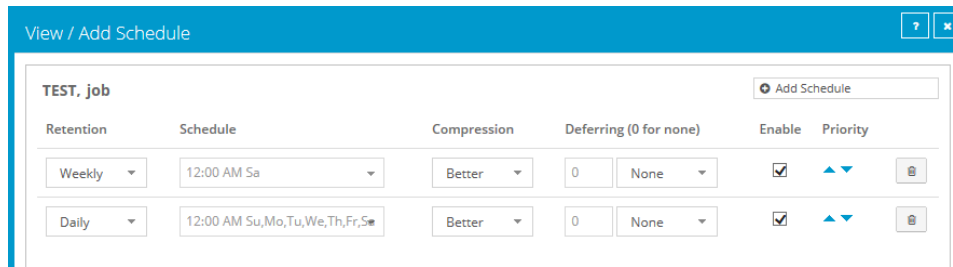 View / Add Schedule ? ×
TEST, job Add Schedule
Retention Schedule Compression Deferring (0 for none) Enable Priority
Weekly 12:00 AM Sa Better 0 None
Daily 12:00 AM Su,Mo,Tu,We,Th,Fr,Sa Better 0 None